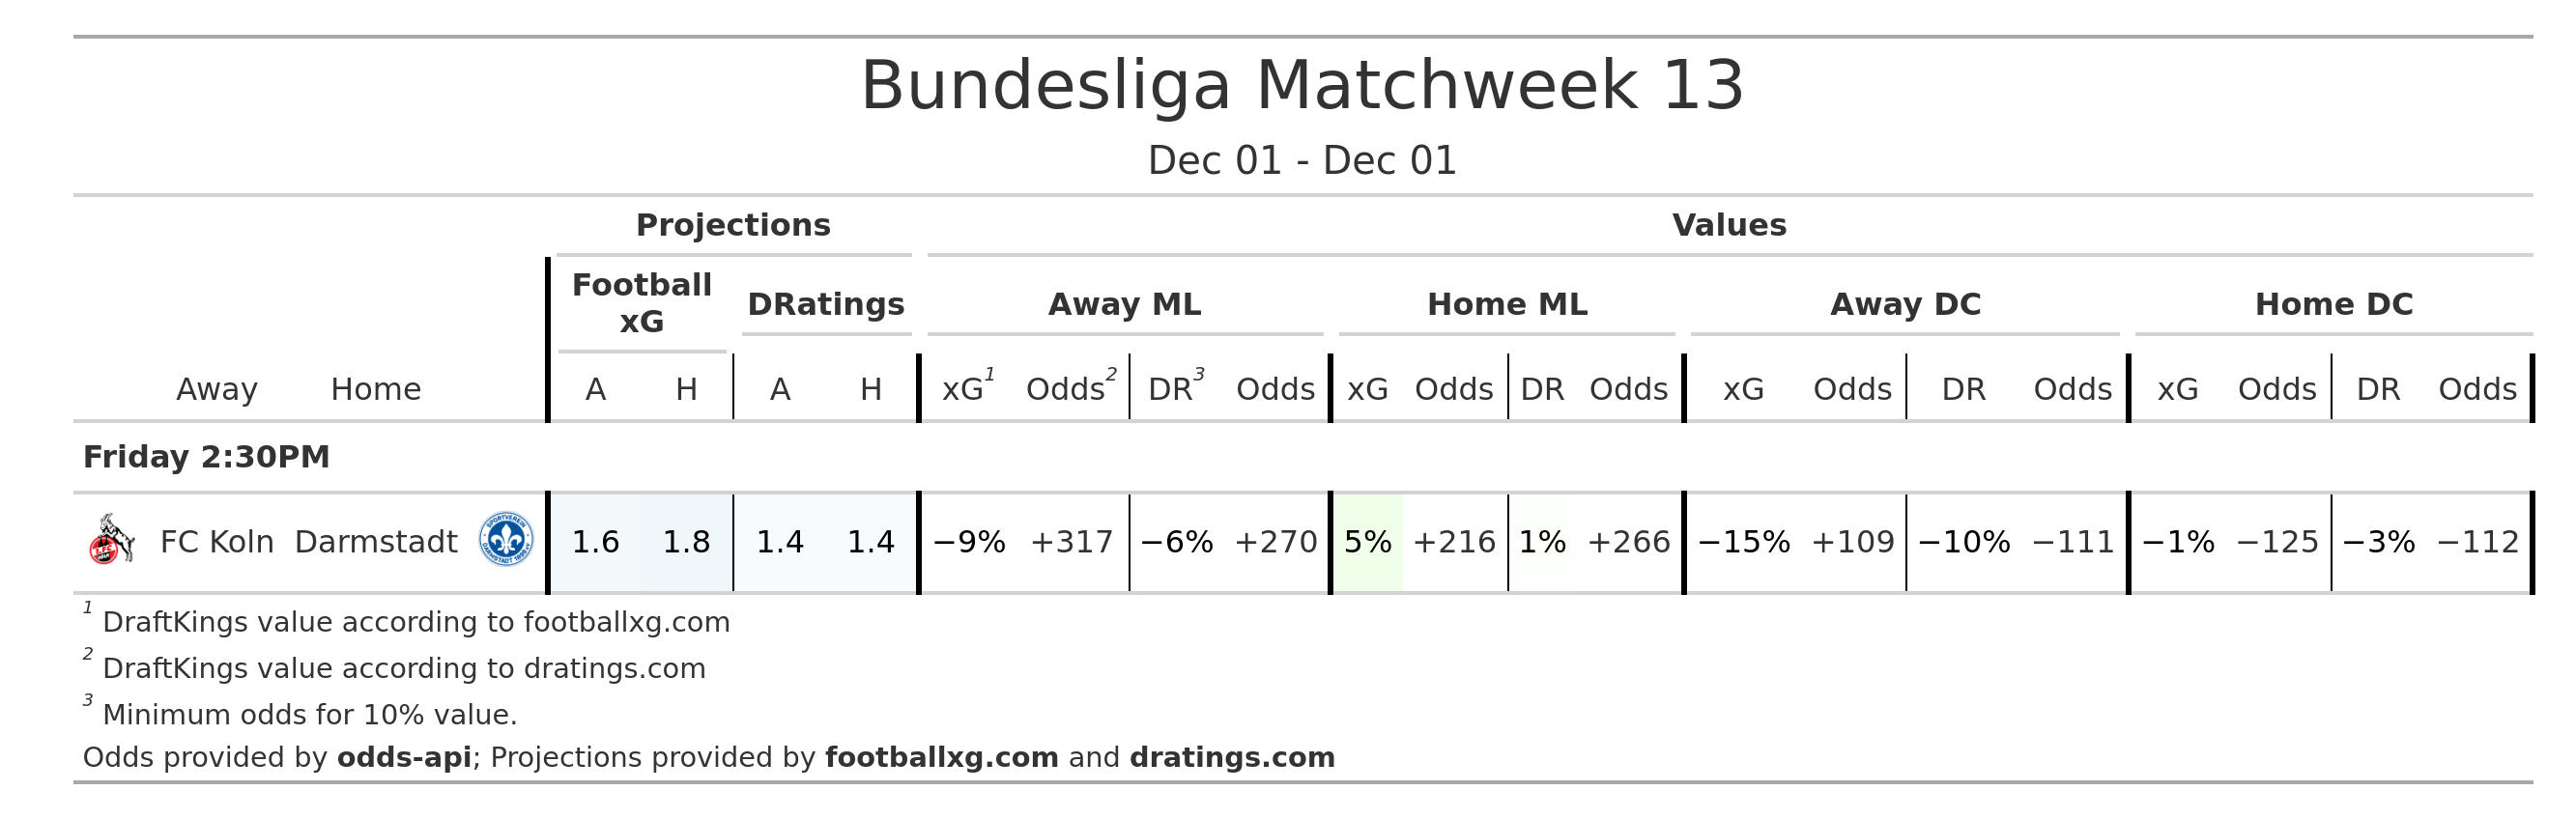 Bundesliga Matchweek 13
Dec 01 - Dec 01
Projections Values
Football xG DRatings Away ML Home ML Away DC Home DC
Away Home A H A H xG1 Odds2 DR3 Odds xG Odds DR Odds xG Odds DR Odds xG Odds DR Odds
Friday 2:30PM
FC Koln Darmstadt 1.6 1.8 1.4 1.4 −9% +317 −6% +270 5% +216 1% +266 −15% +109 −10% −111 −1% −125 −3% −112
1 DraftKings value according to footballxg.com
2 DraftKings value according to dratings.com
3 Minimum odds for 10% value.
Odds provided by odds-api; Projections provided by footballxg.com and dratings.com